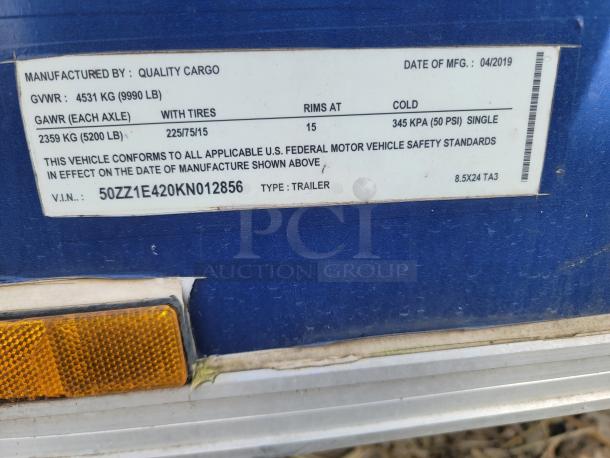 MANUFACTURED BY : QUALITY CARGO DATE OF MFG. : 04/2019
GVWR : 4531 KG (9990 LB)
GAWR (EACH AXLE) WITH TIRES RIMS AT COLD
2359 KG (5200 LB) 225/75/15 15 345 KPA (50 PSI) SINGLE
THIS VEHICLE CONFORMS TO ALL APPLICABLE U.S. FEDERAL MOTOR VEHICLE SAFETY STANDARDS
IN EFFECT ON THE DATE OF MANUFACTURE SHOWN ABOVE
V.I.N.. : 50ZZ1E420KN012856 TYPE : TRAILER 8.5X24 TA3
PCI
AUCTION GROUP